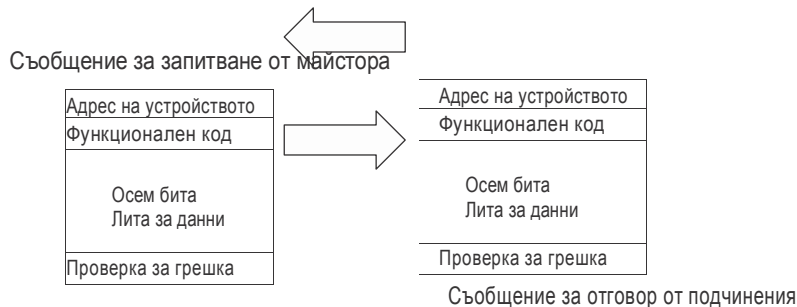 Съобщение за запитване от майстора
Адрес на устройството
Функционален код
Осем бита
Лита за данни
Проверка за грешка
Адрес на устройството
Функционален код
Осем бита
Лита за данни
Проверка за грешка
Съобщение за отговор от подчинения